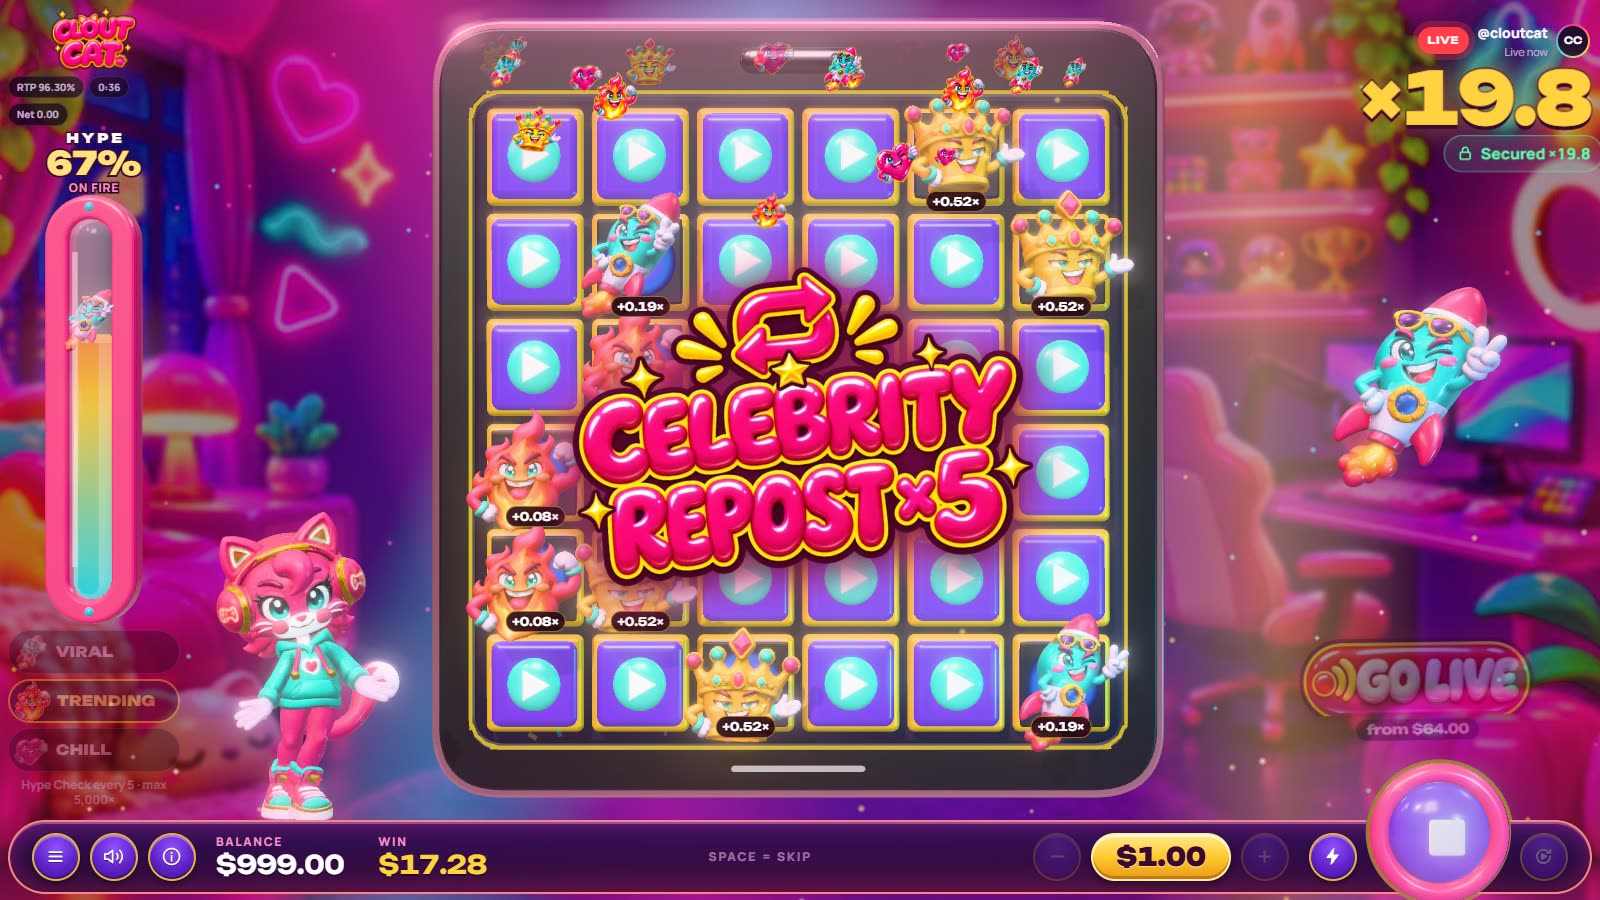 CLOUT
CAT
RTP 96.30%
0:36
Net 0.00
HYPE
67%
ON FIRE
VIRAL
TRENDING
CHILL
Hype Check every 5 · max
5,000×
LIVE
@cloutcat
Live now
CC
×19.8
Secured ×19.8
+0.52×
+0.19×
+0.52×
CELEBRITY
REPOST ×5
+0.08×
+0.08×
+0.52×
+0.52×
+0.19×
GO LIVE
from $64.00
BALANCE
$999.00
WIN
$17.28
SPACE = SKIP
$1.00